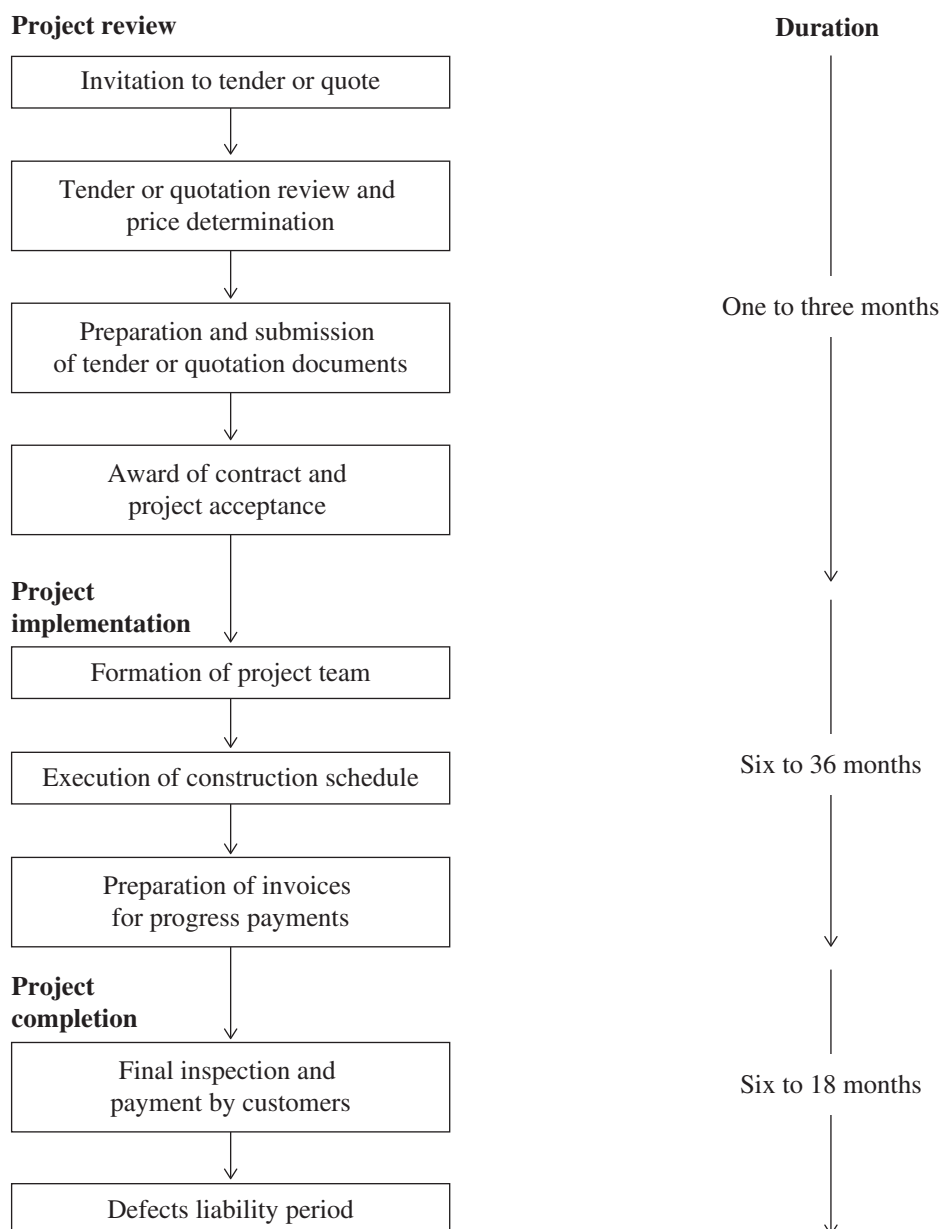 Project review
Duration
Invitation to tender or quote
Tender or quotation review and
price determination
One to three months
Preparation and submission
of tender or quotation documents
Award of contract and
project acceptance
Project
implementation
Formation of project team
Execution of construction schedule
Six to 36 months
Preparation of invoices
for progress payments
Project
completion
Final inspection and
payment by customers
Six to 18 months
Defects liability period